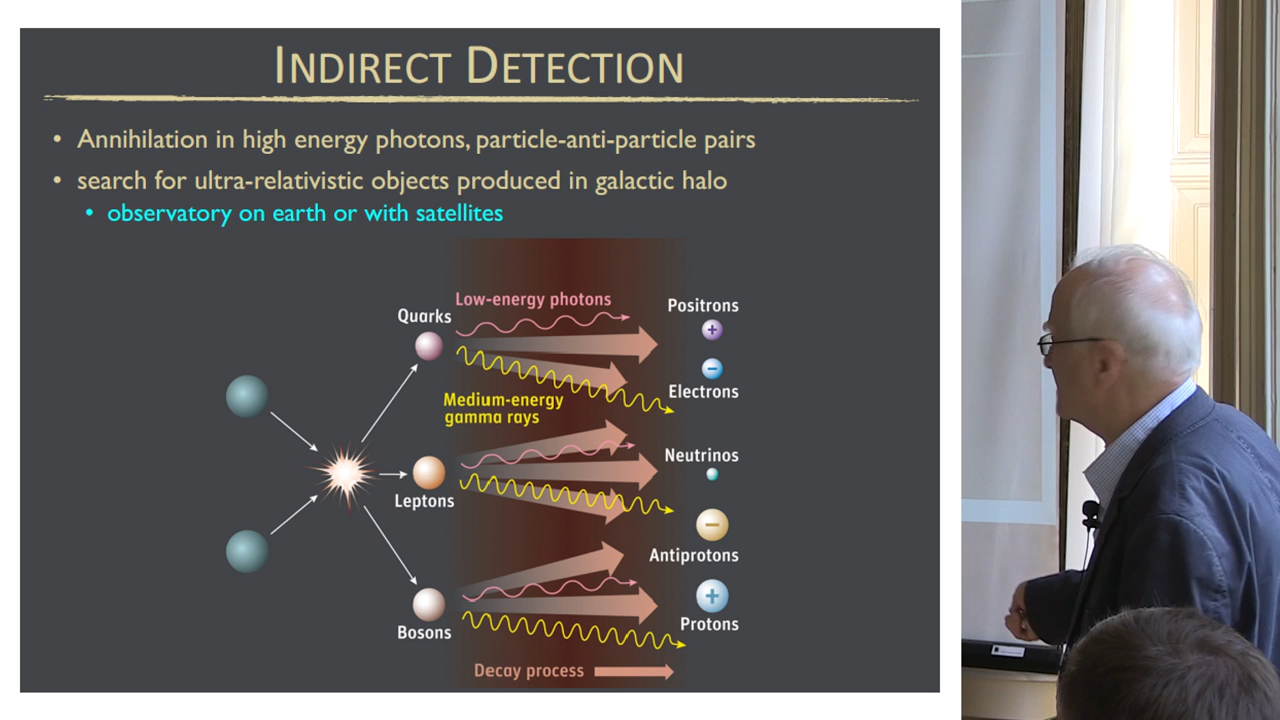 INDIRECT DETECTION
• Annihilation in high energy photons, particle-anti-particle pairs
• search for ultra-relativistic objects produced in galactic halo
• observatory on earth or with satellites
Low-energy photons
Quarks
Positrons
+
−
Electrons
Medium-energy
gamma rays
Neutrinos
Leptons
−
Antiprotons
+
Protons
Bosons
Decay process